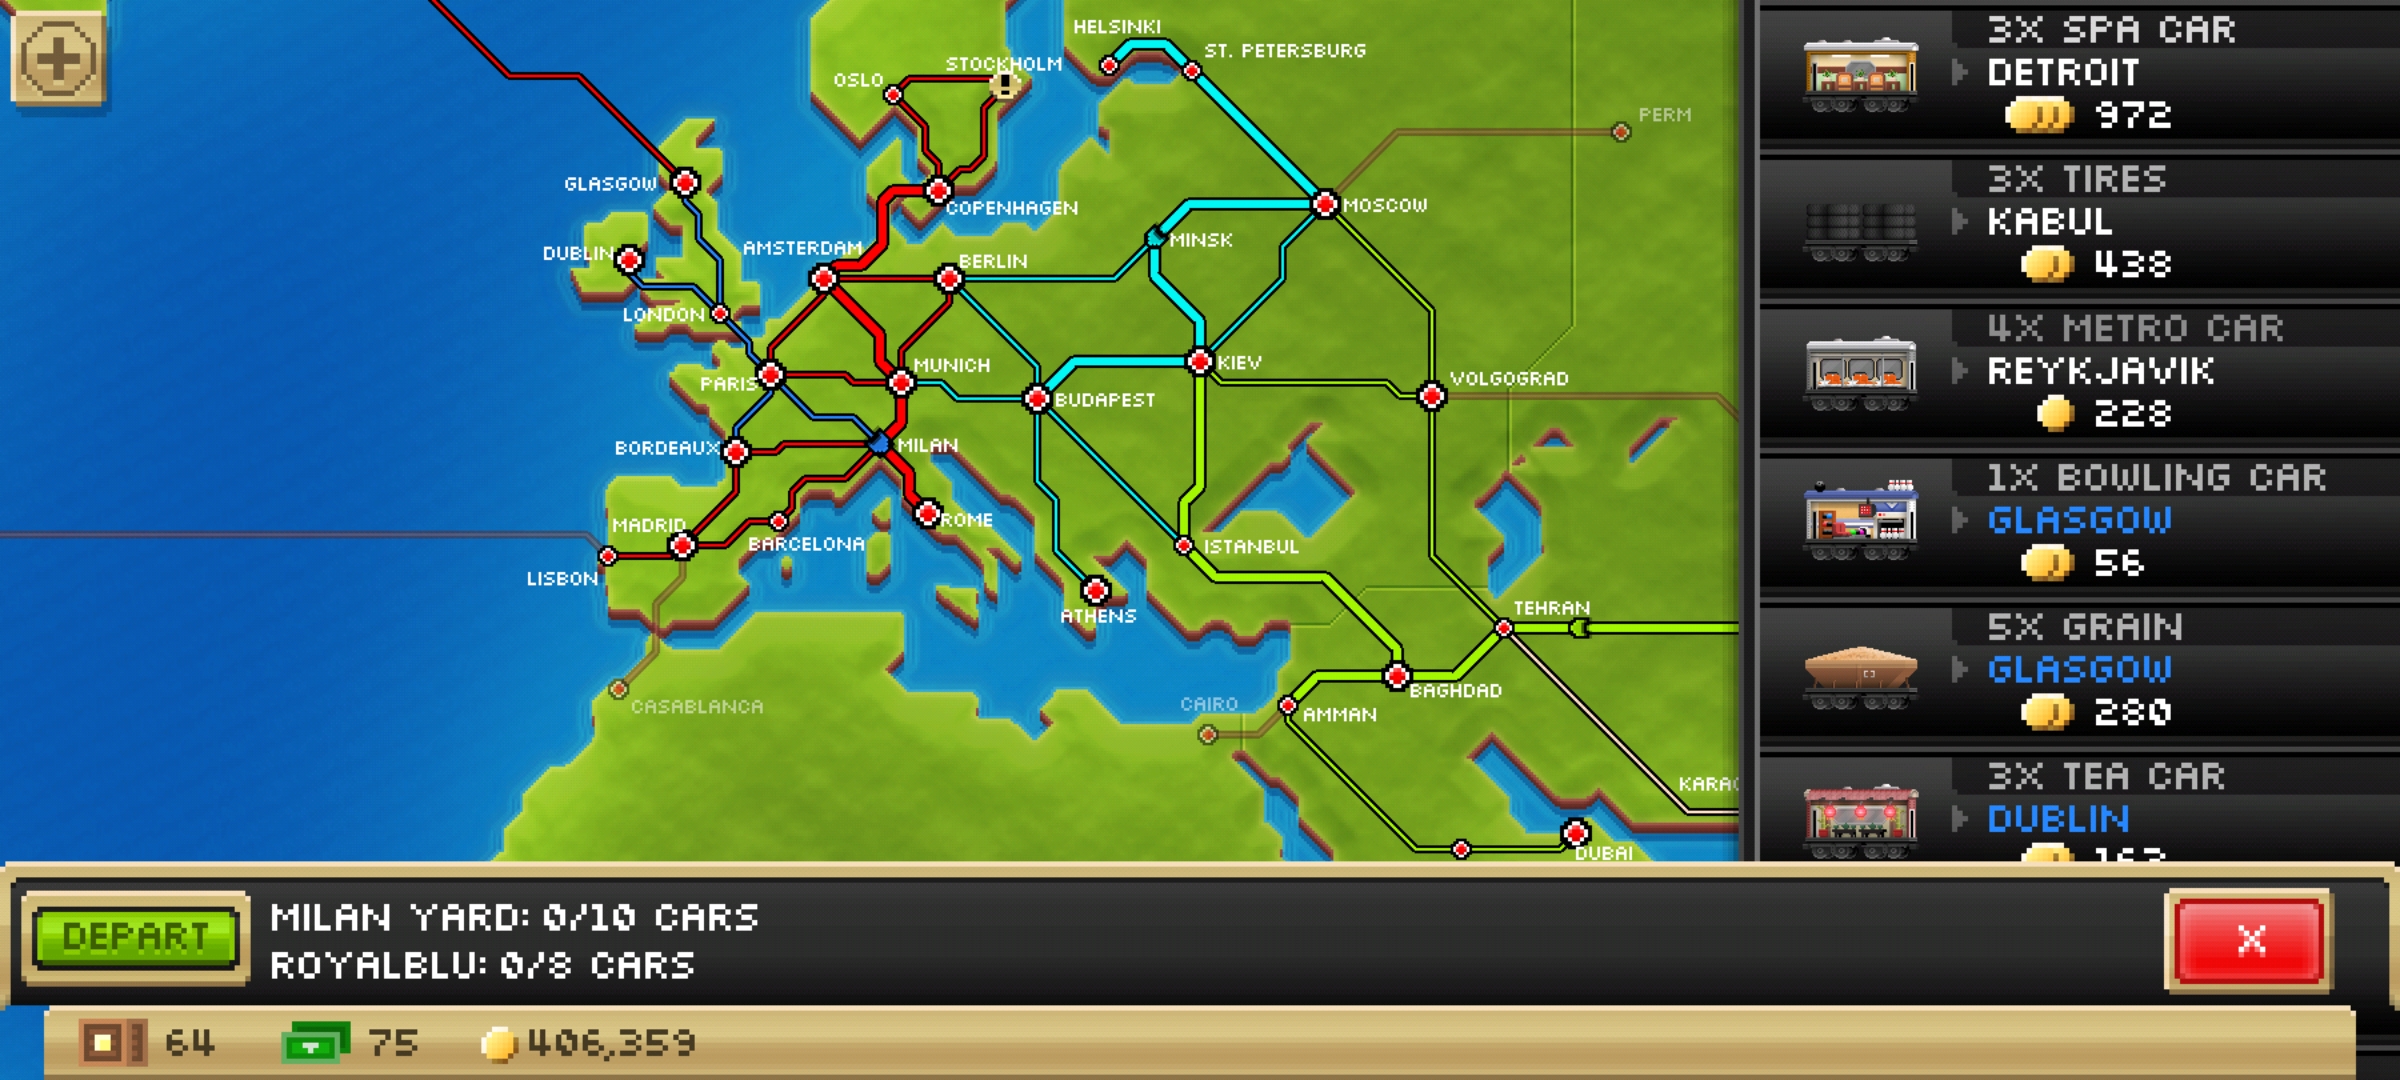 HELSINKI
ST. PETERSBURG
STOCKHOLM
OSLO
PERM
GLASGOW
COPENHAGEN
MOSCOW
MINSK
DUBLIN
AMSTERDAM
BERLIN
LONDON
MUNICH
KIEV
PARIS
VOLGOGRAD
BUDAPEST
BORDEAUX
MILAN
MADRID
ROME
BARCELONA
ISTANBUL
LISBON
ATHENS
TEHRAN
CASABLANCA
BAGHDAD
CAIRO
AMMAN
DUBAI
3X SPA CAR
DETROIT
972
3X TIRES
KABUL
438
4X METRO CAR
REYKJAVIK
228
1X BOWLING CAR
GLASGOW
56
5X GRAIN
GLASGOW
280
3X TEA CAR
DUBLIN
DEPART
MILAN YARD: 0/10 CARS
ROYALBLU: 0/8 CARS
X
64
75
406,359